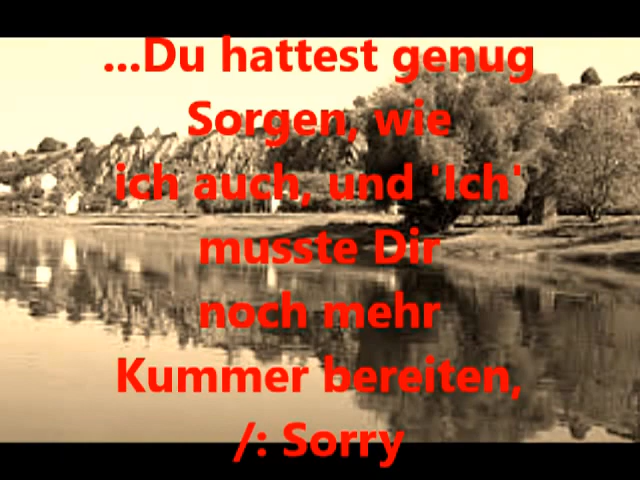 ...Du hattest genug
Sorgen, wie
ich auch, und 'Ich'
musste Dir
noch mehr
Kummer bereiten,
/: Sorry